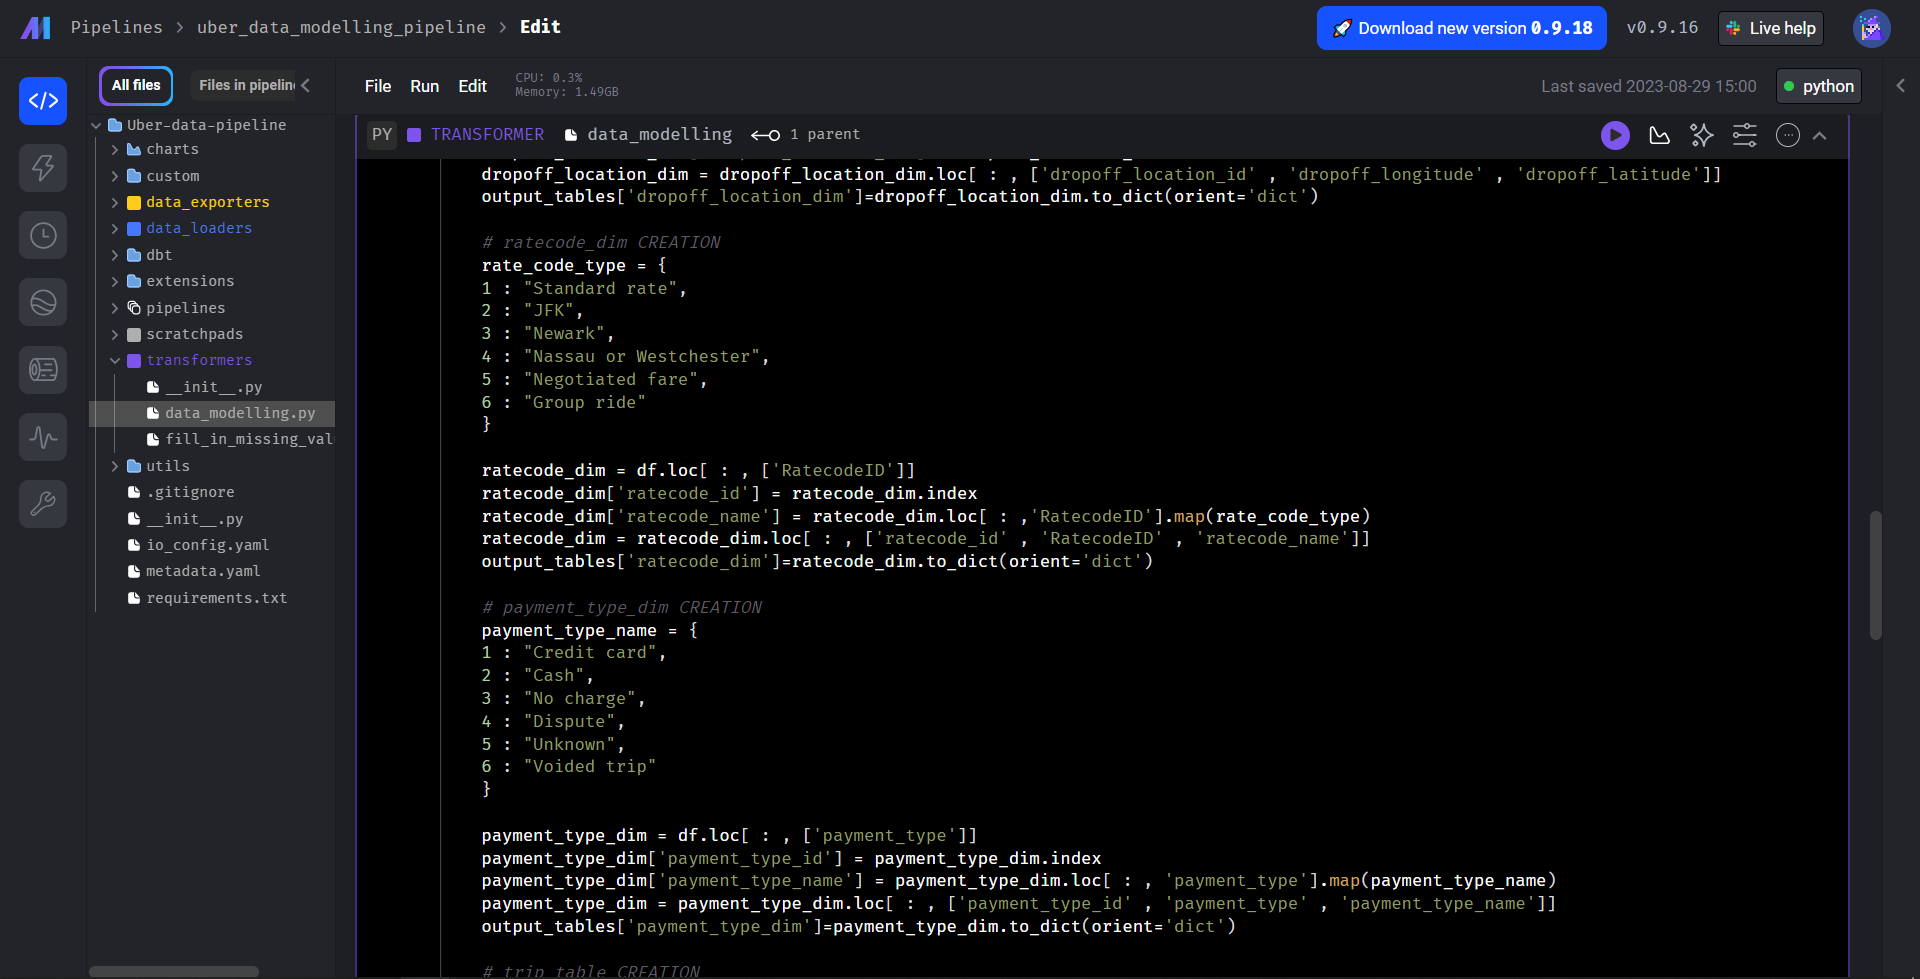 Pipelines > uber_data_modelling_pipeline > Edit
Download new version 0.9.18
v0.9.16
Live help
All files
Files in pipelin
File Run Edit
CPU: 0.3%
Memory: 1.49GB
Last saved 2023-08-29 15:00
python
Uber-data-pipeline
charts
custom
data_exporters
data_loaders
dbt
extensions
pipelines
scratchpads
transformers
__init__.py
data_modelling.py
fill_in_missing_val
utils
.gitignore
__init__.py
io_config.yaml
metadata.yaml
requirements.txt
PY TRANSFORMER data_modelling 1 parent
dropoff_location_dim = dropoff_location_dim.loc[ : , ['dropoff_location_id' , 'dropoff_longitude' , 'dropoff_latitude']]
output_tables['dropoff_location_dim']=dropoff_location_dim.to_dict(orient='dict')
# ratecode_dim CREATION
rate_code_type = {
1 : "Standard rate",
2 : "JFK",
3 : "Newark",
4 : "Nassau or Westchester",
5 : "Negotiated fare",
6 : "Group ride"
}
ratecode_dim = df.loc[ : , ['RatecodeID']]
ratecode_dim['ratecode_id'] = ratecode_dim.index
ratecode_dim['ratecode_name'] = ratecode_dim.loc[ : ,'RatecodeID'].map(rate_code_type)
ratecode_dim = ratecode_dim.loc[ : , ['ratecode_id' , 'RatecodeID' , 'ratecode_name']]
output_tables['ratecode_dim']=ratecode_dim.to_dict(orient='dict')
# payment_type_dim CREATION
payment_type_name = {
1 : "Credit card",
2 : "Cash",
3 : "No charge",
4 : "Dispute",
5 : "Unknown",
6 : "Voided trip"
}
payment_type_dim = df.loc[ : , ['payment_type']]
payment_type_dim['payment_type_id'] = payment_type_dim.index
payment_type_dim['payment_type_name'] = payment_type_dim.loc[ : , 'payment_type'].map(payment_type_name)
payment_type_dim = payment_type_dim.loc[ : , ['payment_type_id' , 'payment_type' , 'payment_type_name']]
output_tables['payment_type_dim']=payment_type_dim.to_dict(orient='dict')
# trip_table CREATION